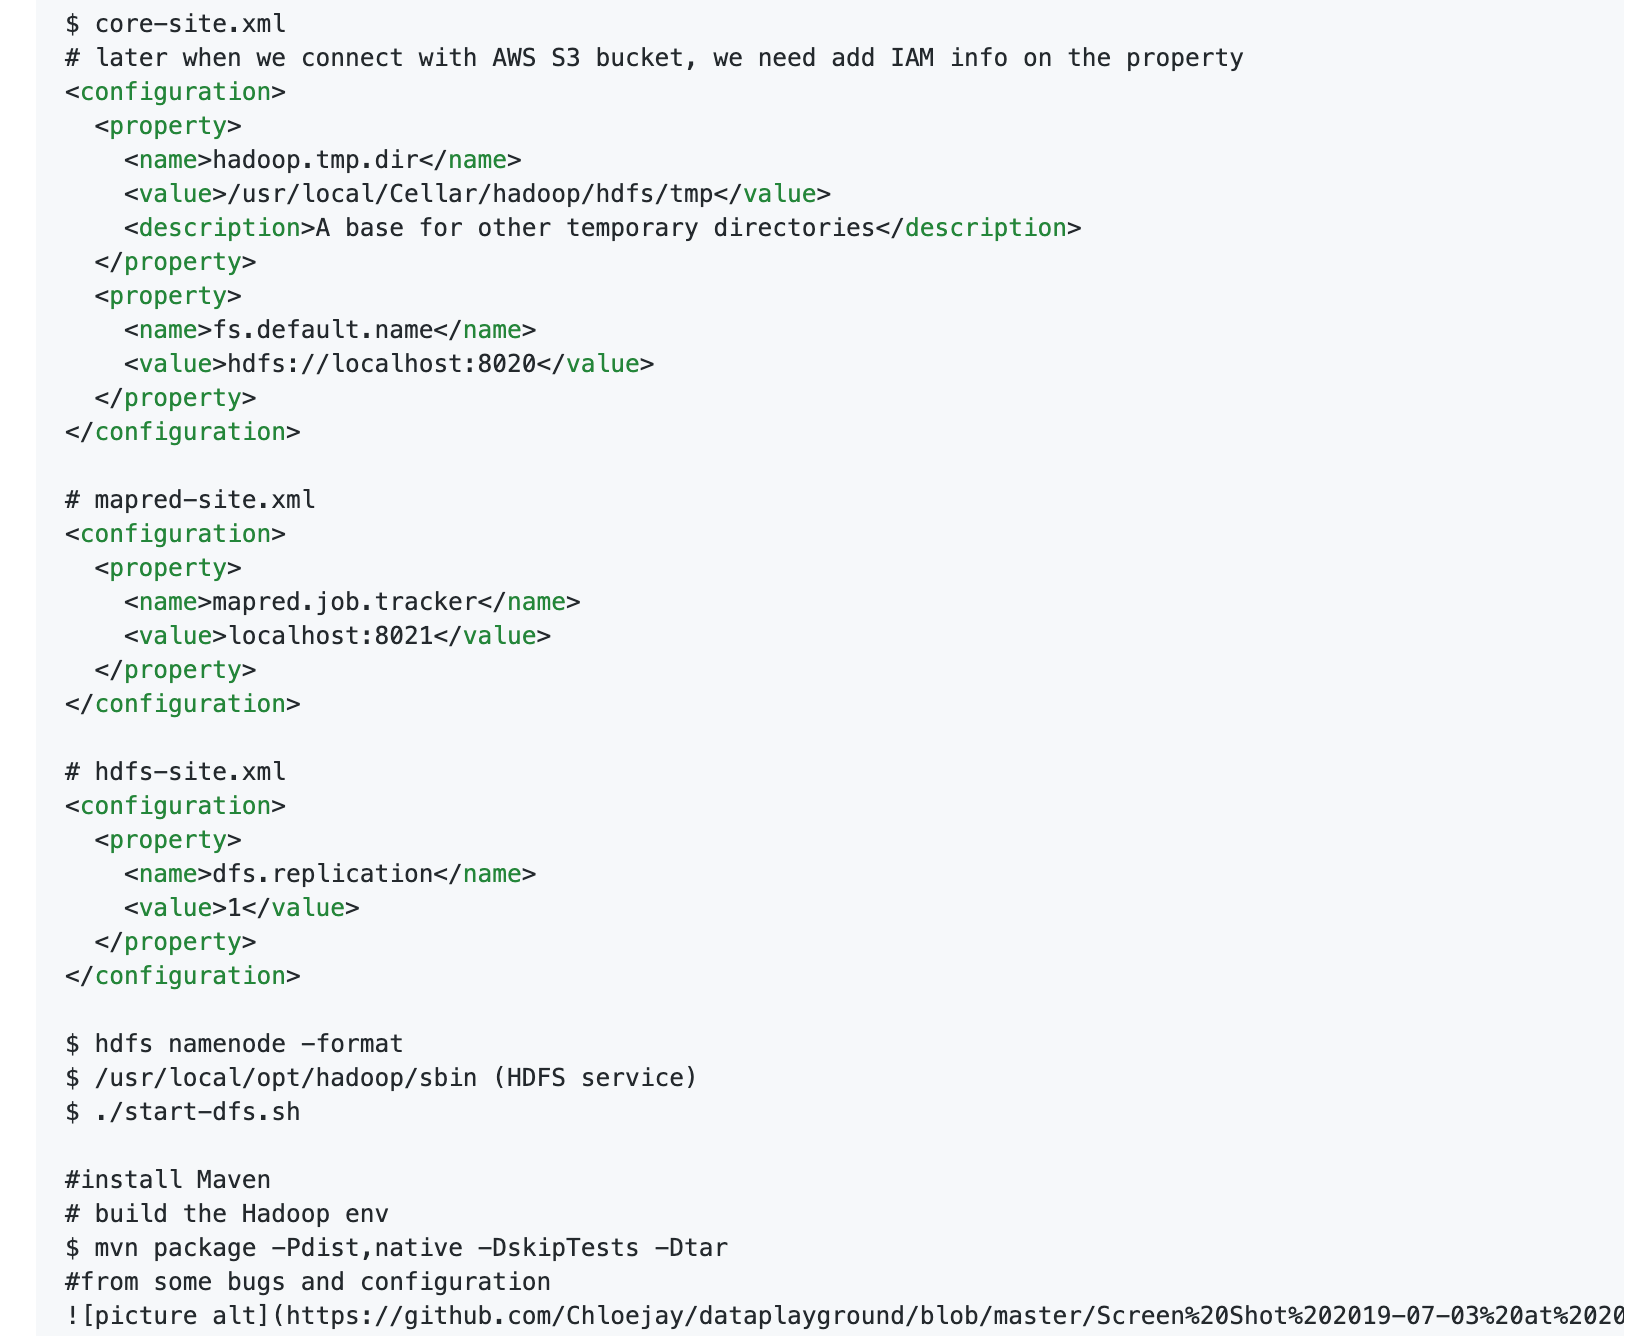 $ core-site.xml
# later when we connect with AWS S3 bucket, we need add IAM info on the property
<configuration>
  <property>
    <name>hadoop.tmp.dir</name>
    <value>/usr/local/Cellar/hadoop/hdfs/tmp</value>
    <description>A base for other temporary directories</description>
  </property>
  <property>
    <name>fs.default.name</name>
    <value>hdfs://localhost:8020</value>
  </property>
</configuration>

# mapred-site.xml
<configuration>
  <property>
    <name>mapred.job.tracker</name>
    <value>localhost:8021</value>
  </property>
</configuration>

# hdfs-site.xml
<configuration>
  <property>
    <name>dfs.replication</name>
    <value>1</value>
  </property>
</configuration>

$ hdfs namenode -format
$ /usr/local/opt/hadoop/sbin (HDFS service)
$ ./start-dfs.sh

#install Maven
# build the Hadoop env
$ mvn package -Pdist,native -DskipTests -Dtar
#from some bugs and configuration
![picture alt](https://github.com/Chloejay/dataplayground/blob/master/Screen%20Shot%202019-07-03%20at%2020